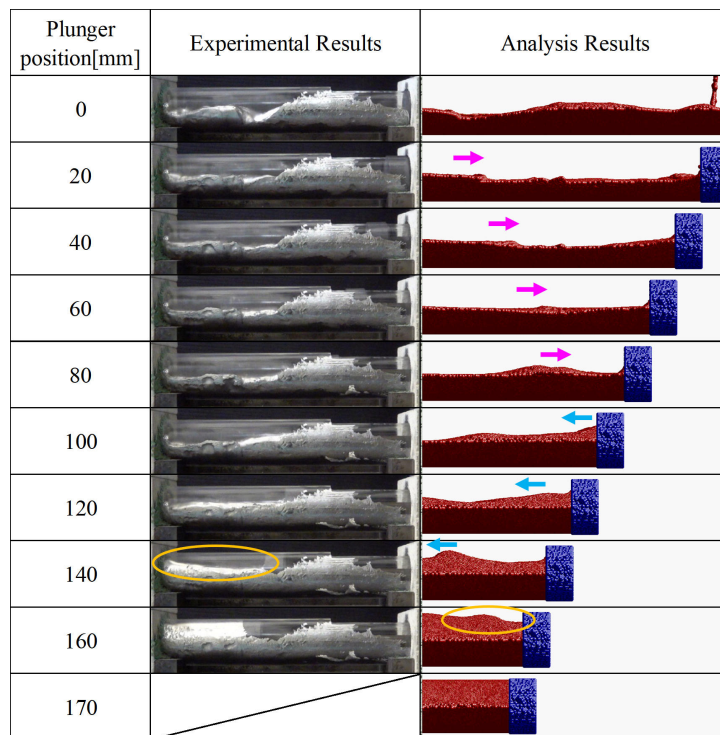 Plunger
position[mm]
Experimental Results
Analysis Results
0
20
40
60
80
100
120
140
160
170